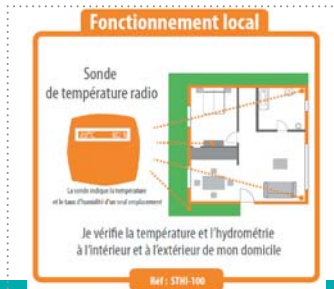 Fonctionnement local
Sonde
de température radio
La sonde indique la température
et le taux d'humidité d'un seul emplacement
Je vérifie la température et l'hydrométrie
à l'intérieur et à l'extérieur de mon domicile
Réf : STHI-100